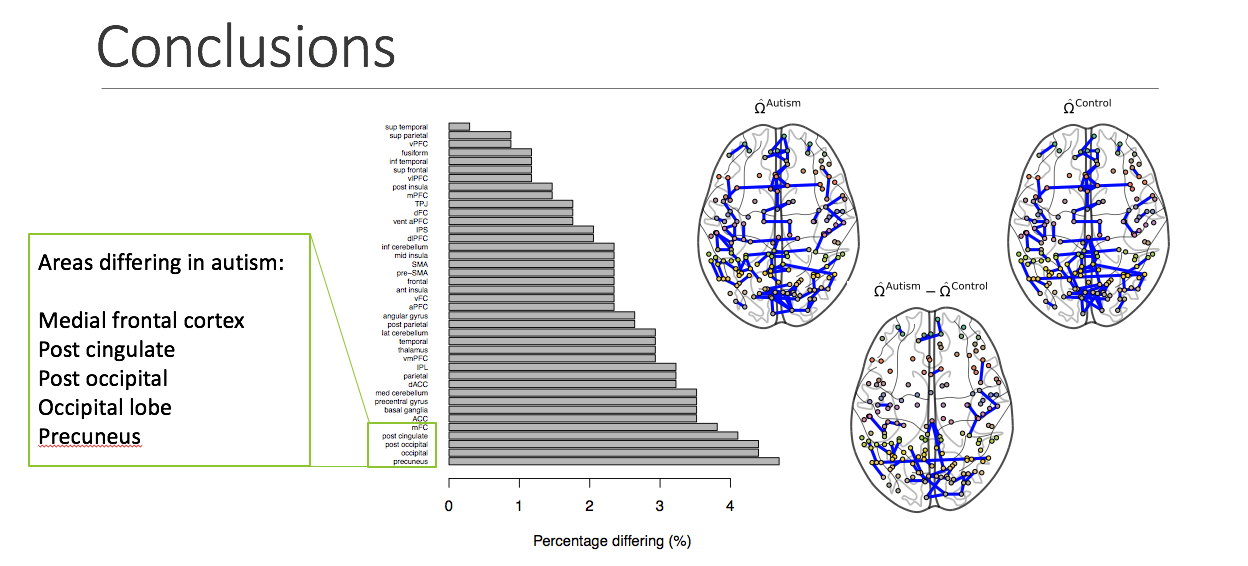 Conclusions
Areas differing in autism:
Medial frontal cortex
Post cingulate
Post occipital
Occipital lobe
Precuneus
sup temporal
sup parietal
vPFC
fusiform
inf temporal
sup frontal
vlPFC
post insula
mPFC
TPJ
dFC
vent aPFC
IPS
dlPFC
inf cerebellum
mid insula
SMA
pre−SMA
frontal
ant insula
vFC
aPFC
angular gyrus
post parietal
lat cerebellum
temporal
thalamus
vmPFC
IPL
parietal
dACC
med cerebellum
precentral gyrus
basal ganglia
ACC
mFC
post cingulate
post occipital
occipital
precuneus
0 1 2 3 4
Percentage differing (%)
Ω̂^Autism
Ω̂^Control
Ω̂^Autism − Ω̂^Control